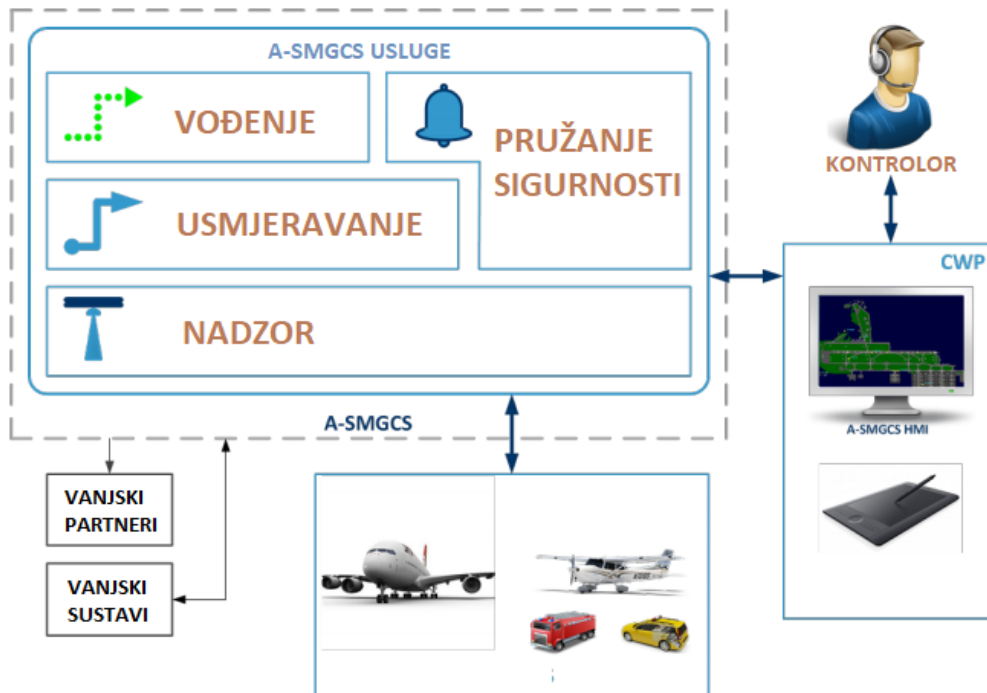 A-SMGCS USLUGE
VOĐENJE
PRUŽANJE
SIGURNOSTI
USMJERAVANJE
NADZOR
A-SMGCS
KONTROLOR
CWP
A-SMGCS HMI
VANJSKI
PARTNERI
VANJSKI
SUSTAVI